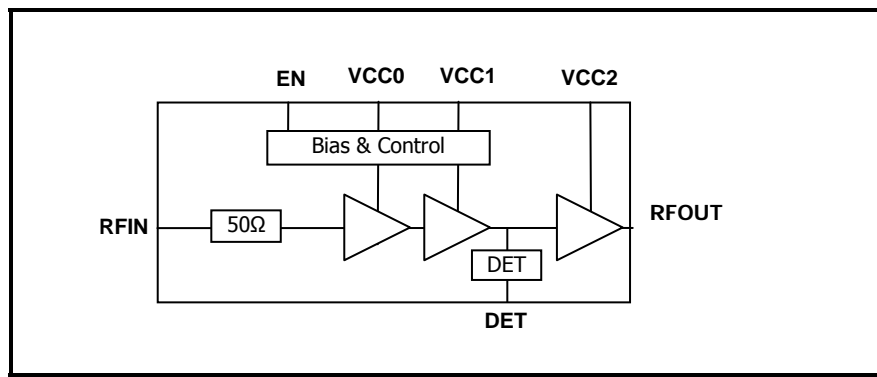 EN VCC0 VCC1 VCC2
Bias & Control
RFIN 50Ω RFOUT
DET
DET